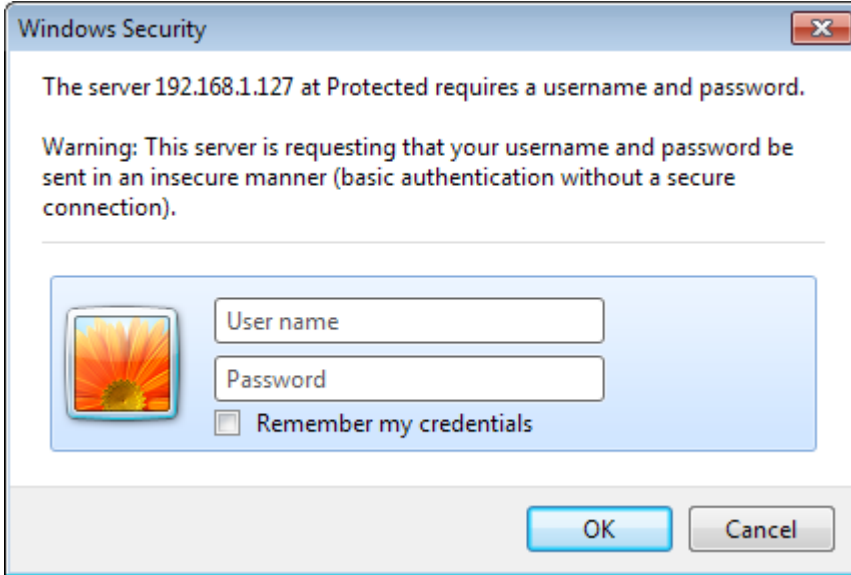 Windows Security
The server 192.168.1.127 at Protected requires a username and password.
Warning: This server is requesting that your username and password be
sent in an insecure manner (basic authentication without a secure
connection).
User name
Password
Remember my credentials
OK
Cancel